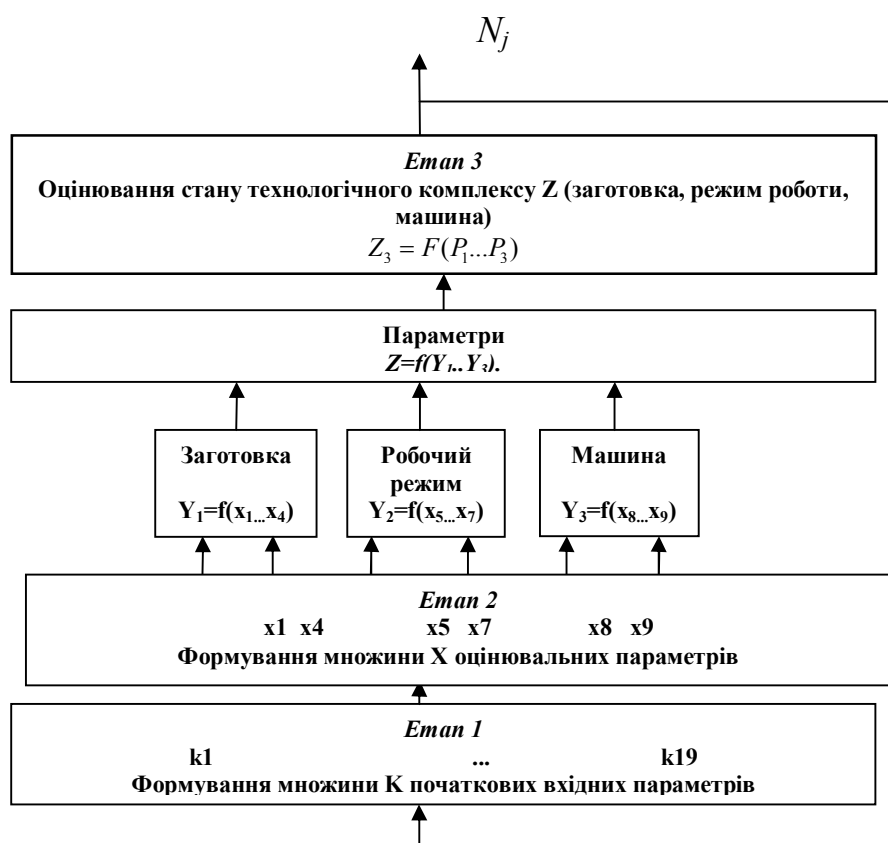 N_j
Етап 3
Оцінювання стану технологічного комплексу Z (заготовка, режим роботи,
машина)
Z₃ = F(P₁...P₃)
Параметри
Z=f(Y₁..Y₃).
Заготовка
Y₁=f(x₁...x₄)
Робочий
режим
Y₂=f(x₅...x₇)
Машина
Y₃=f(x₈...x₉)
Етап 2
x1 x4 x5 x7 x8 x9
Формування множини X оцінювальних параметрів
Етап 1
k1 ... k19
Формування множини K початкових вхідних параметрів